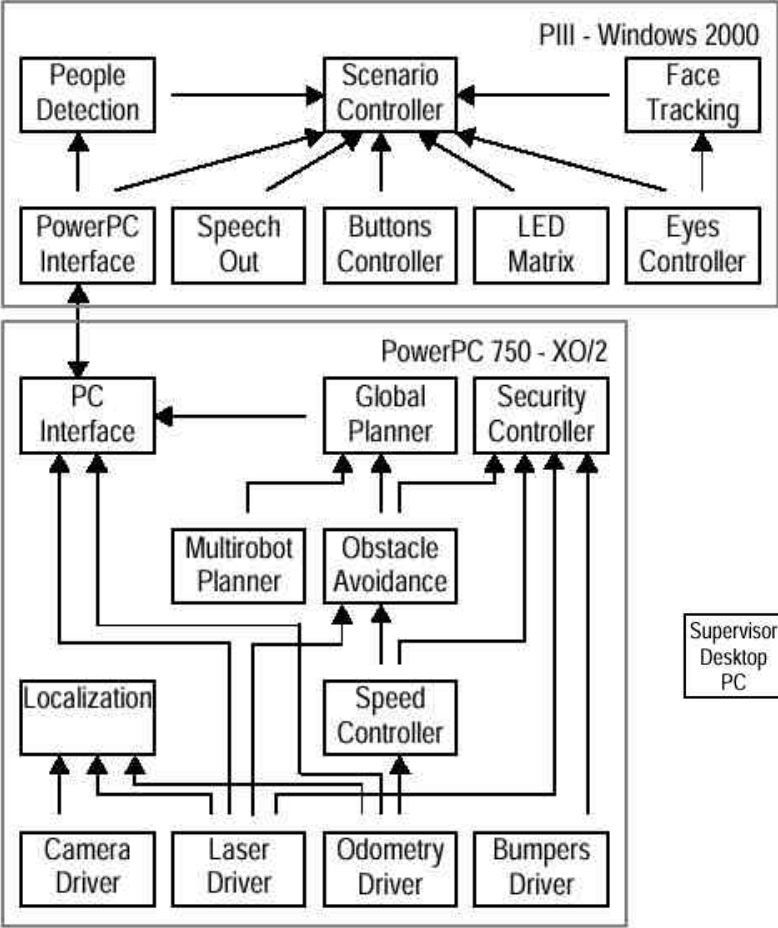 PIII - Windows 2000
People
Detection
Scenario
Controller
Face
Tracking
PowerPC
Interface
Speech
Out
Buttons
Controller
LED
Matrix
Eyes
Controller
PowerPC 750 - XO/2
PC
Interface
Global
Planner
Security
Controller
Multirobot
Planner
Obstacle
Avoidance
Supervisor
Desktop
PC
Localization
Speed
Controller
Camera
Driver
Laser
Driver
Odometry
Driver
Bumpers
Driver